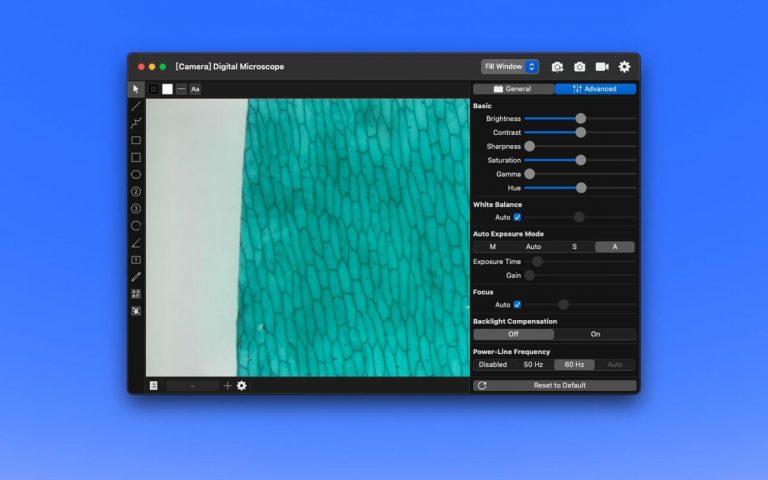 [Camera] Digital Microscope
Fill Window
Aa
General
Advanced
Basic
Brightness
Contrast
Sharpness
Saturation
Gamma
Hue
White Balance
Auto
Auto Exposure Mode
M Auto S A
Exposure Time
Gain
Focus
Auto
Backlight Compensation
Off On
Power-Line Frequency
Disabled 50 Hz 60 Hz Auto
Reset to Default
2
3
T
-